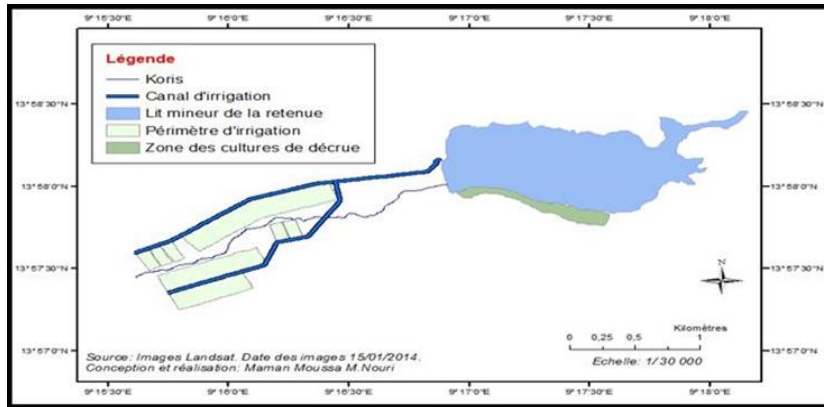 9° 15'30"E 9° 16'0"E 9° 16'30"E 9° 17'0"E 9° 17'30"E 9° 18'0"E
Légende
Koris
Canal d'irrigation
Lit mineur de la retenue
Périmètre d'irrigation
Zone des cultures de décrue
13°58'30"N 13°58'30"N
13°58'0"N 13°58'0"N
13°57'30"N 13°57'30"N
N
Kilomètres
0 0,25 0,5 1
13°57'0"N 13°57'0"N
Source: Images Landsat. Date des images 15/01/2014.
Echelle: 1/30 000
Conception et réalisation: Maman Moussa M.Nouri
9° 15'30"E 9° 16'0"E 9° 16'30"E 9° 17'0"E 9° 17'30"E 9° 18'0"E